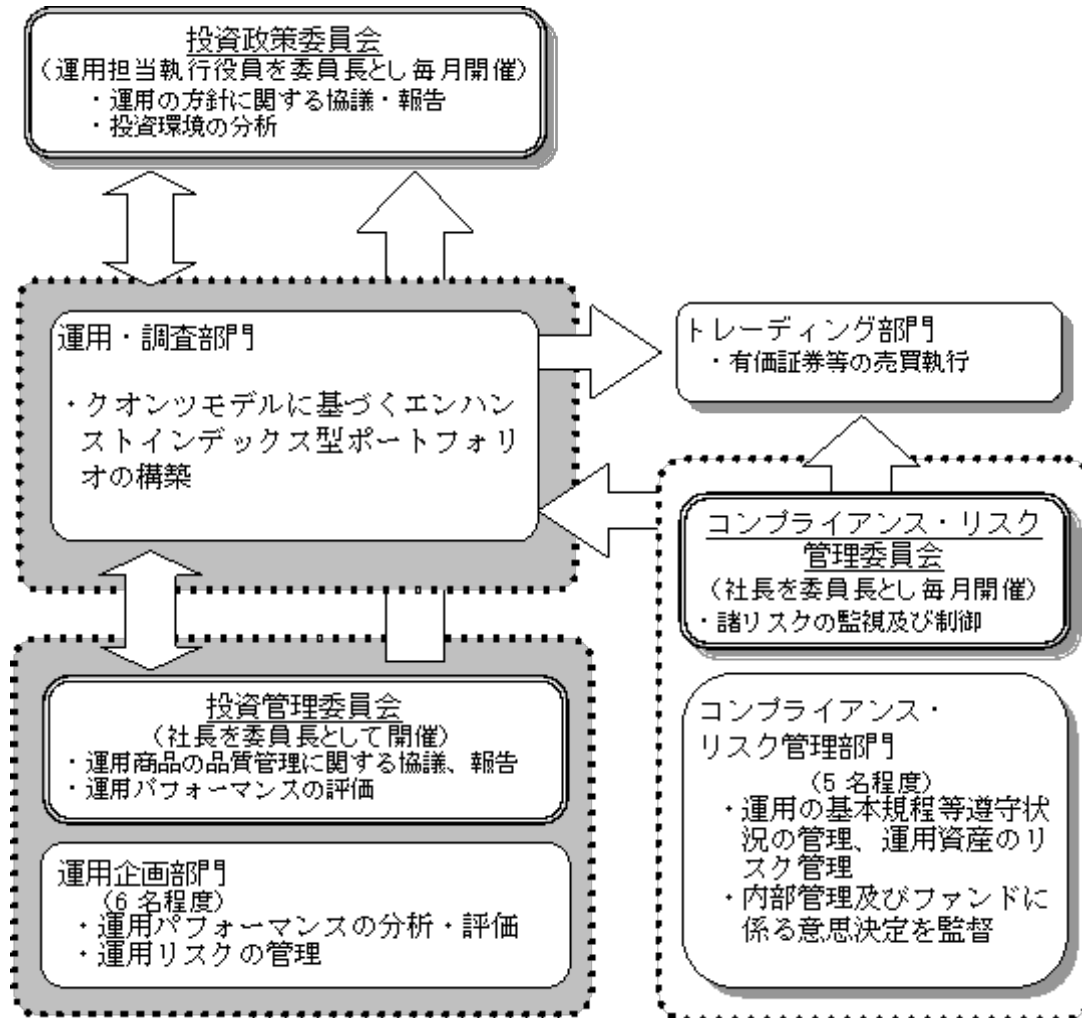 投資政策委員会
(運用担当執行役員を委員長とし毎月開催)
・運用の方針に関する協議・報告
・投資環境の分析
運用・調査部門
・クオンツモデルに基づくエンハン
ストインデックス型ポートフォリ
オの構築
トレーディング部門
・有価証券等の売買執行
コンプライアンス・リスク
管理委員会
(社長を委員長とし毎月開催)
・諸リスクの監視及び制御
投資管理委員会
(社長を委員長として開催)
・運用商品の品質管理に関する協議、報告
・運用パフォーマンスの評価
運用企画部門
(6名程度)
・運用パフォーマンスの分析・評価
・運用リスクの管理
コンプライアンス・
リスク管理部門
(5名程度)
・運用の基本規程等遵守状
況の管理、運用資産のリ
スク管理
・内部管理及びファンドに
係る意思決定を監督